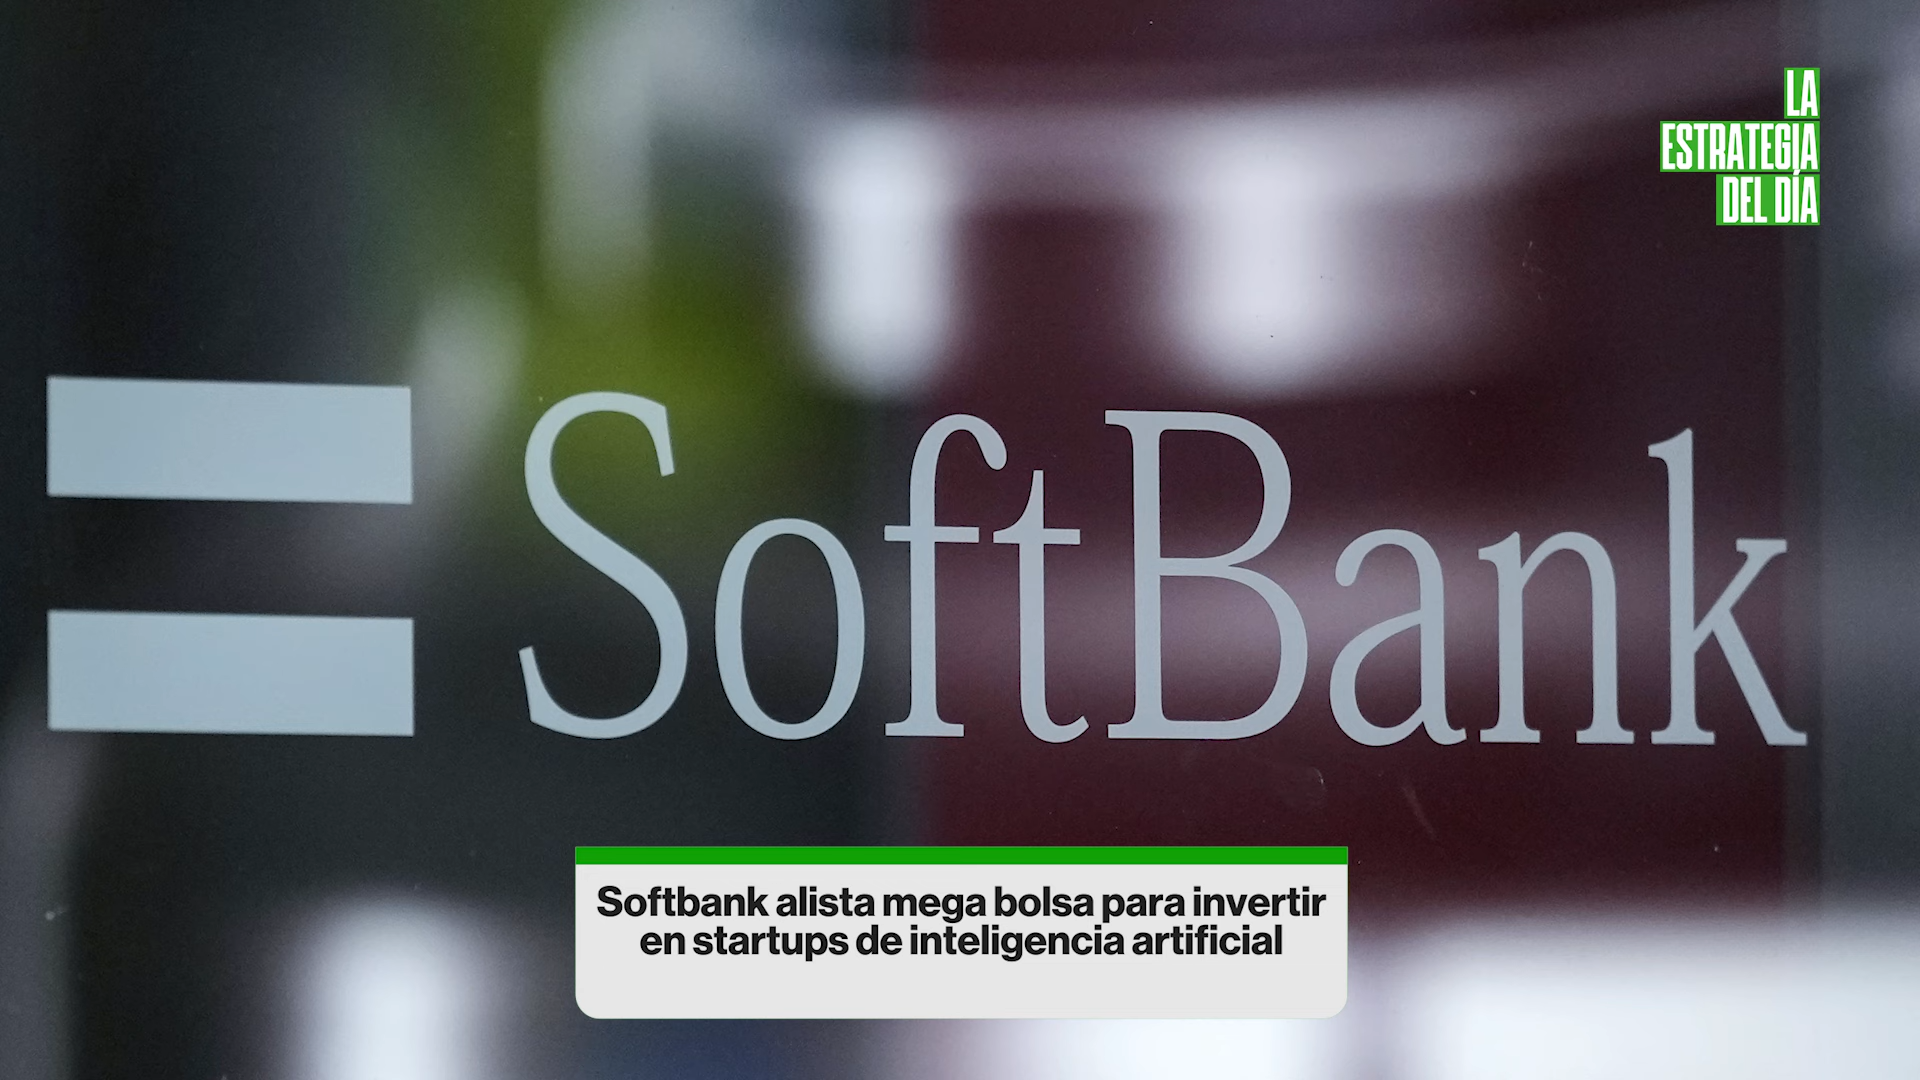 LA
ESTRATEGIA
DEL DÍA
SoftBank
Softbank alista mega bolsa para invertir
en startups de inteligencia artificial